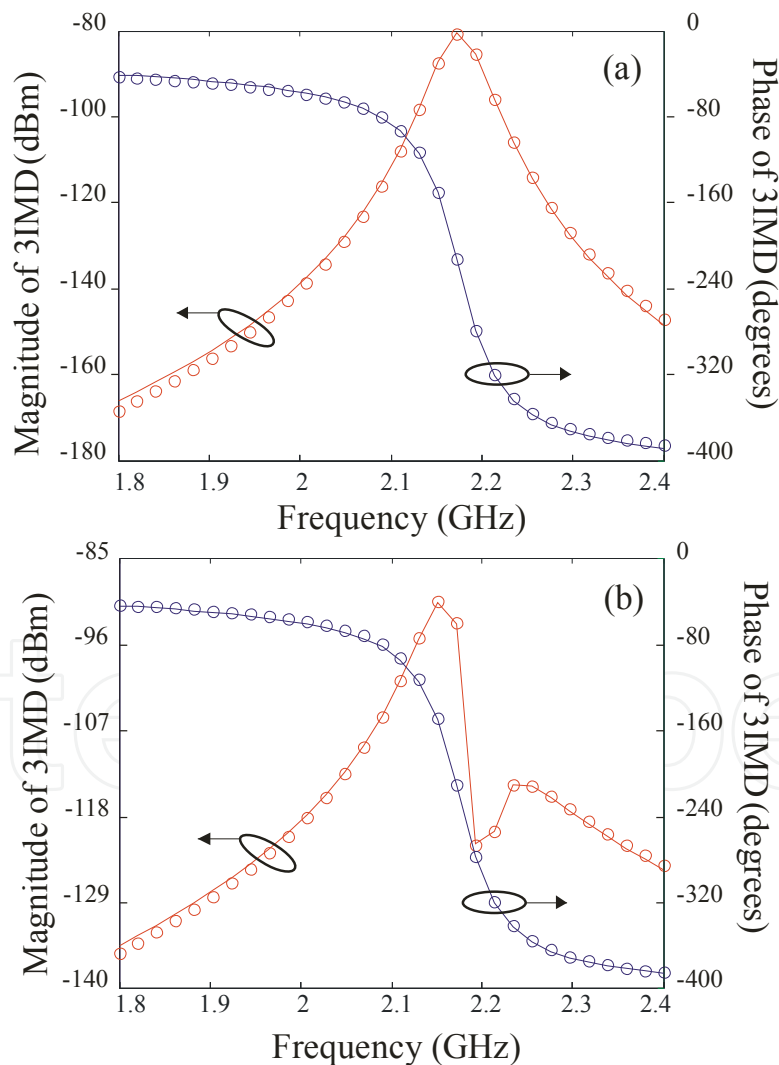 (a)
Magnitude of 3IMD (dBm)
-80
-100
-120
-140
-160
-180
Phase of 3IMD (degrees)
0
-80
-160
-240
-320
-400
1.8 1.9 2 2.1 2.2 2.3 2.4
Frequency (GHz)
(b)
Magnitude of 3IMD (dBm)
-85
-96
-107
-118
-129
-140
Phase of 3IMD (degrees)
0
-80
-160
-240
-320
-400
1.8 1.9 2 2.1 2.2 2.3 2.4
Frequency (GHz)